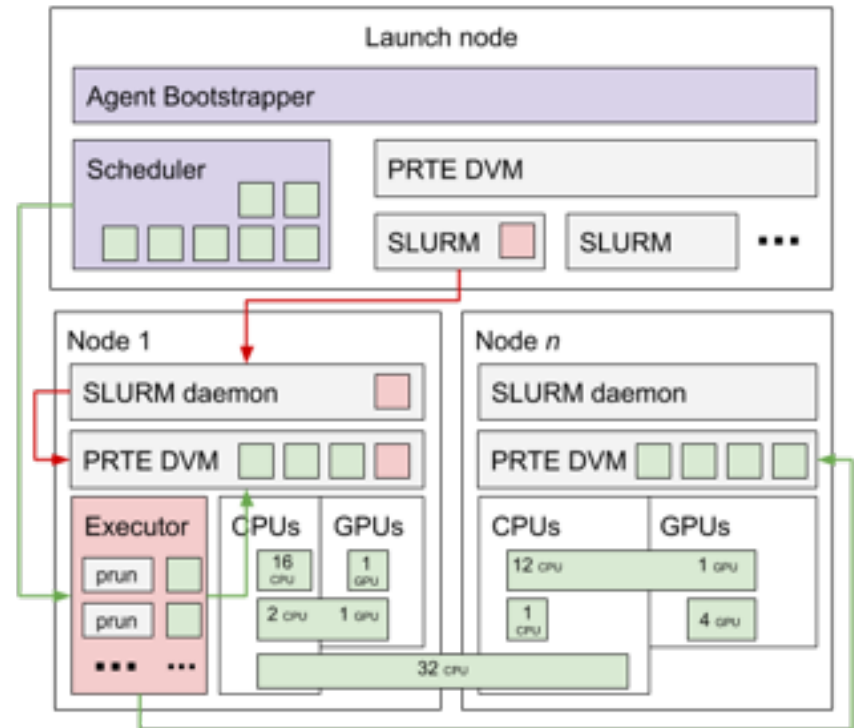 Launch node
Agent Bootstrapper
Scheduler
PRTE DVM
SLURM
SLURM
...
Node 1
SLURM daemon
PRTE DVM
Executor
prun
prun
... ...
CPUs
GPUs
16 CPU
1 GPU
2 CPU 1 GPU
32 CPU
Node n
SLURM daemon
PRTE DVM
CPUs
GPUs
12 CPU 1 GPU
1 CPU
4 GPU